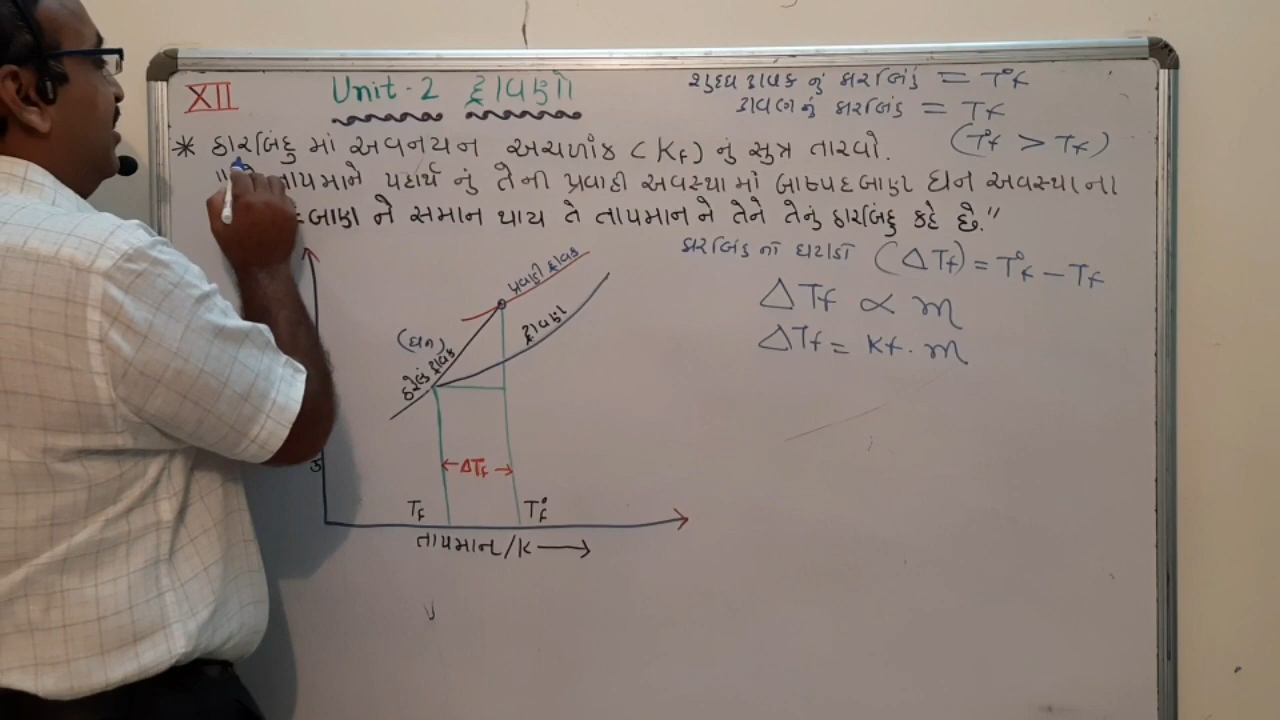 XII
Unit-2 દ્રાવણો
શુદ્ધ દ્રાવક નું ઠારબિંદુ = T°f
દ્રાવણ નું ઠારબિંદુ = Tf
(T°f > Tf)
* ઠારબિંદુ માં અવનયન અચળાંક (Kf) નું સુત્ર તારવો.
તાપમાને પદાર્થ નું તેની પ્રવાહી અવસ્થા માં બાષ્પદબાણ ઘન અવસ્થાના
દબાણ ને સમાન થાય તે તાપમાન ને તેને તેનું ઠારબિંદુ કહે છે."
ઠારબિંદુ નો ઘટાડો (ΔTf) = T°f - Tf
ΔTf ∝ m
ΔTf = Kf. m
પ્રવાહી દ્રાવક
દ્રાવણ
(ઘન)
ઠરેલું દ્રાવક
ΔTf
Tf T°f
તાપમાન/K